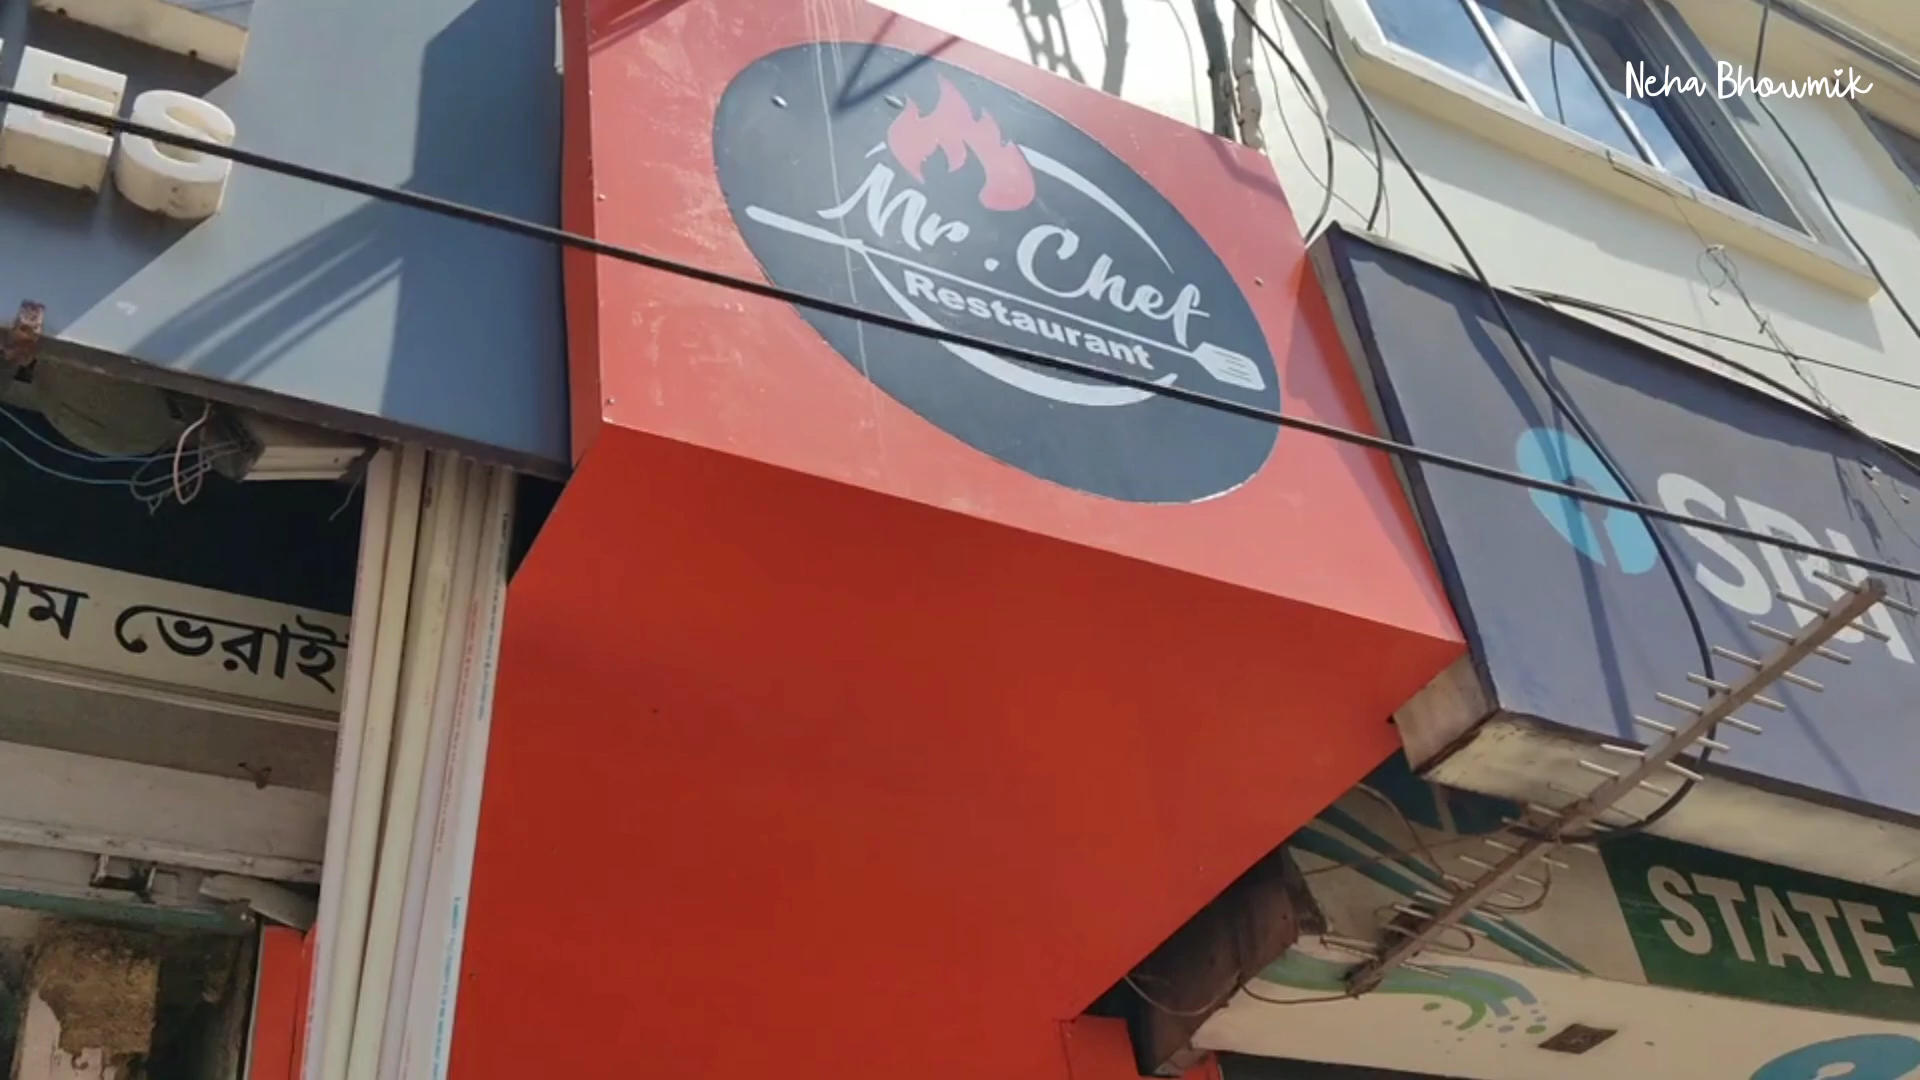 Neha Bhowmik
ES
Mr. Chef
Restaurant
SBI
ভেরাই
STATE